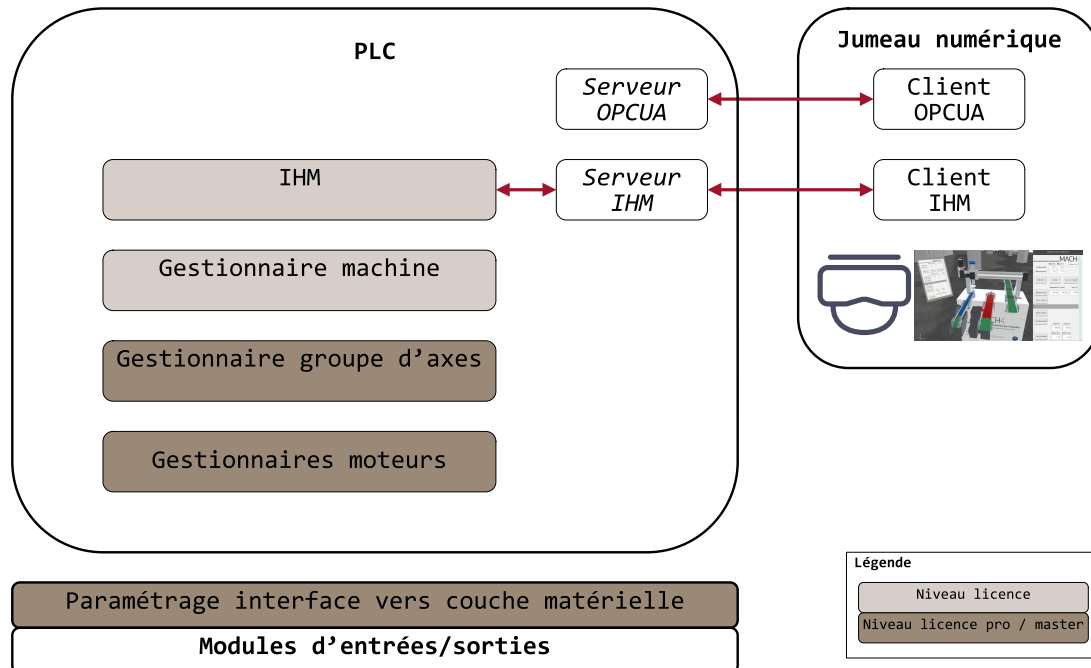 PLC
Jumeau numérique
Serveur
OPCUA
Client
OPCUA
IHM
Serveur
IHM
Client
IHM
Gestionnaire machine
MACH
Gestionnaire groupe d’axes
Gestionnaires moteurs
Paramétrage interface vers couche matérielle
Modules d'entrées/sorties
Légende
Niveau licence
Niveau licence pro / master